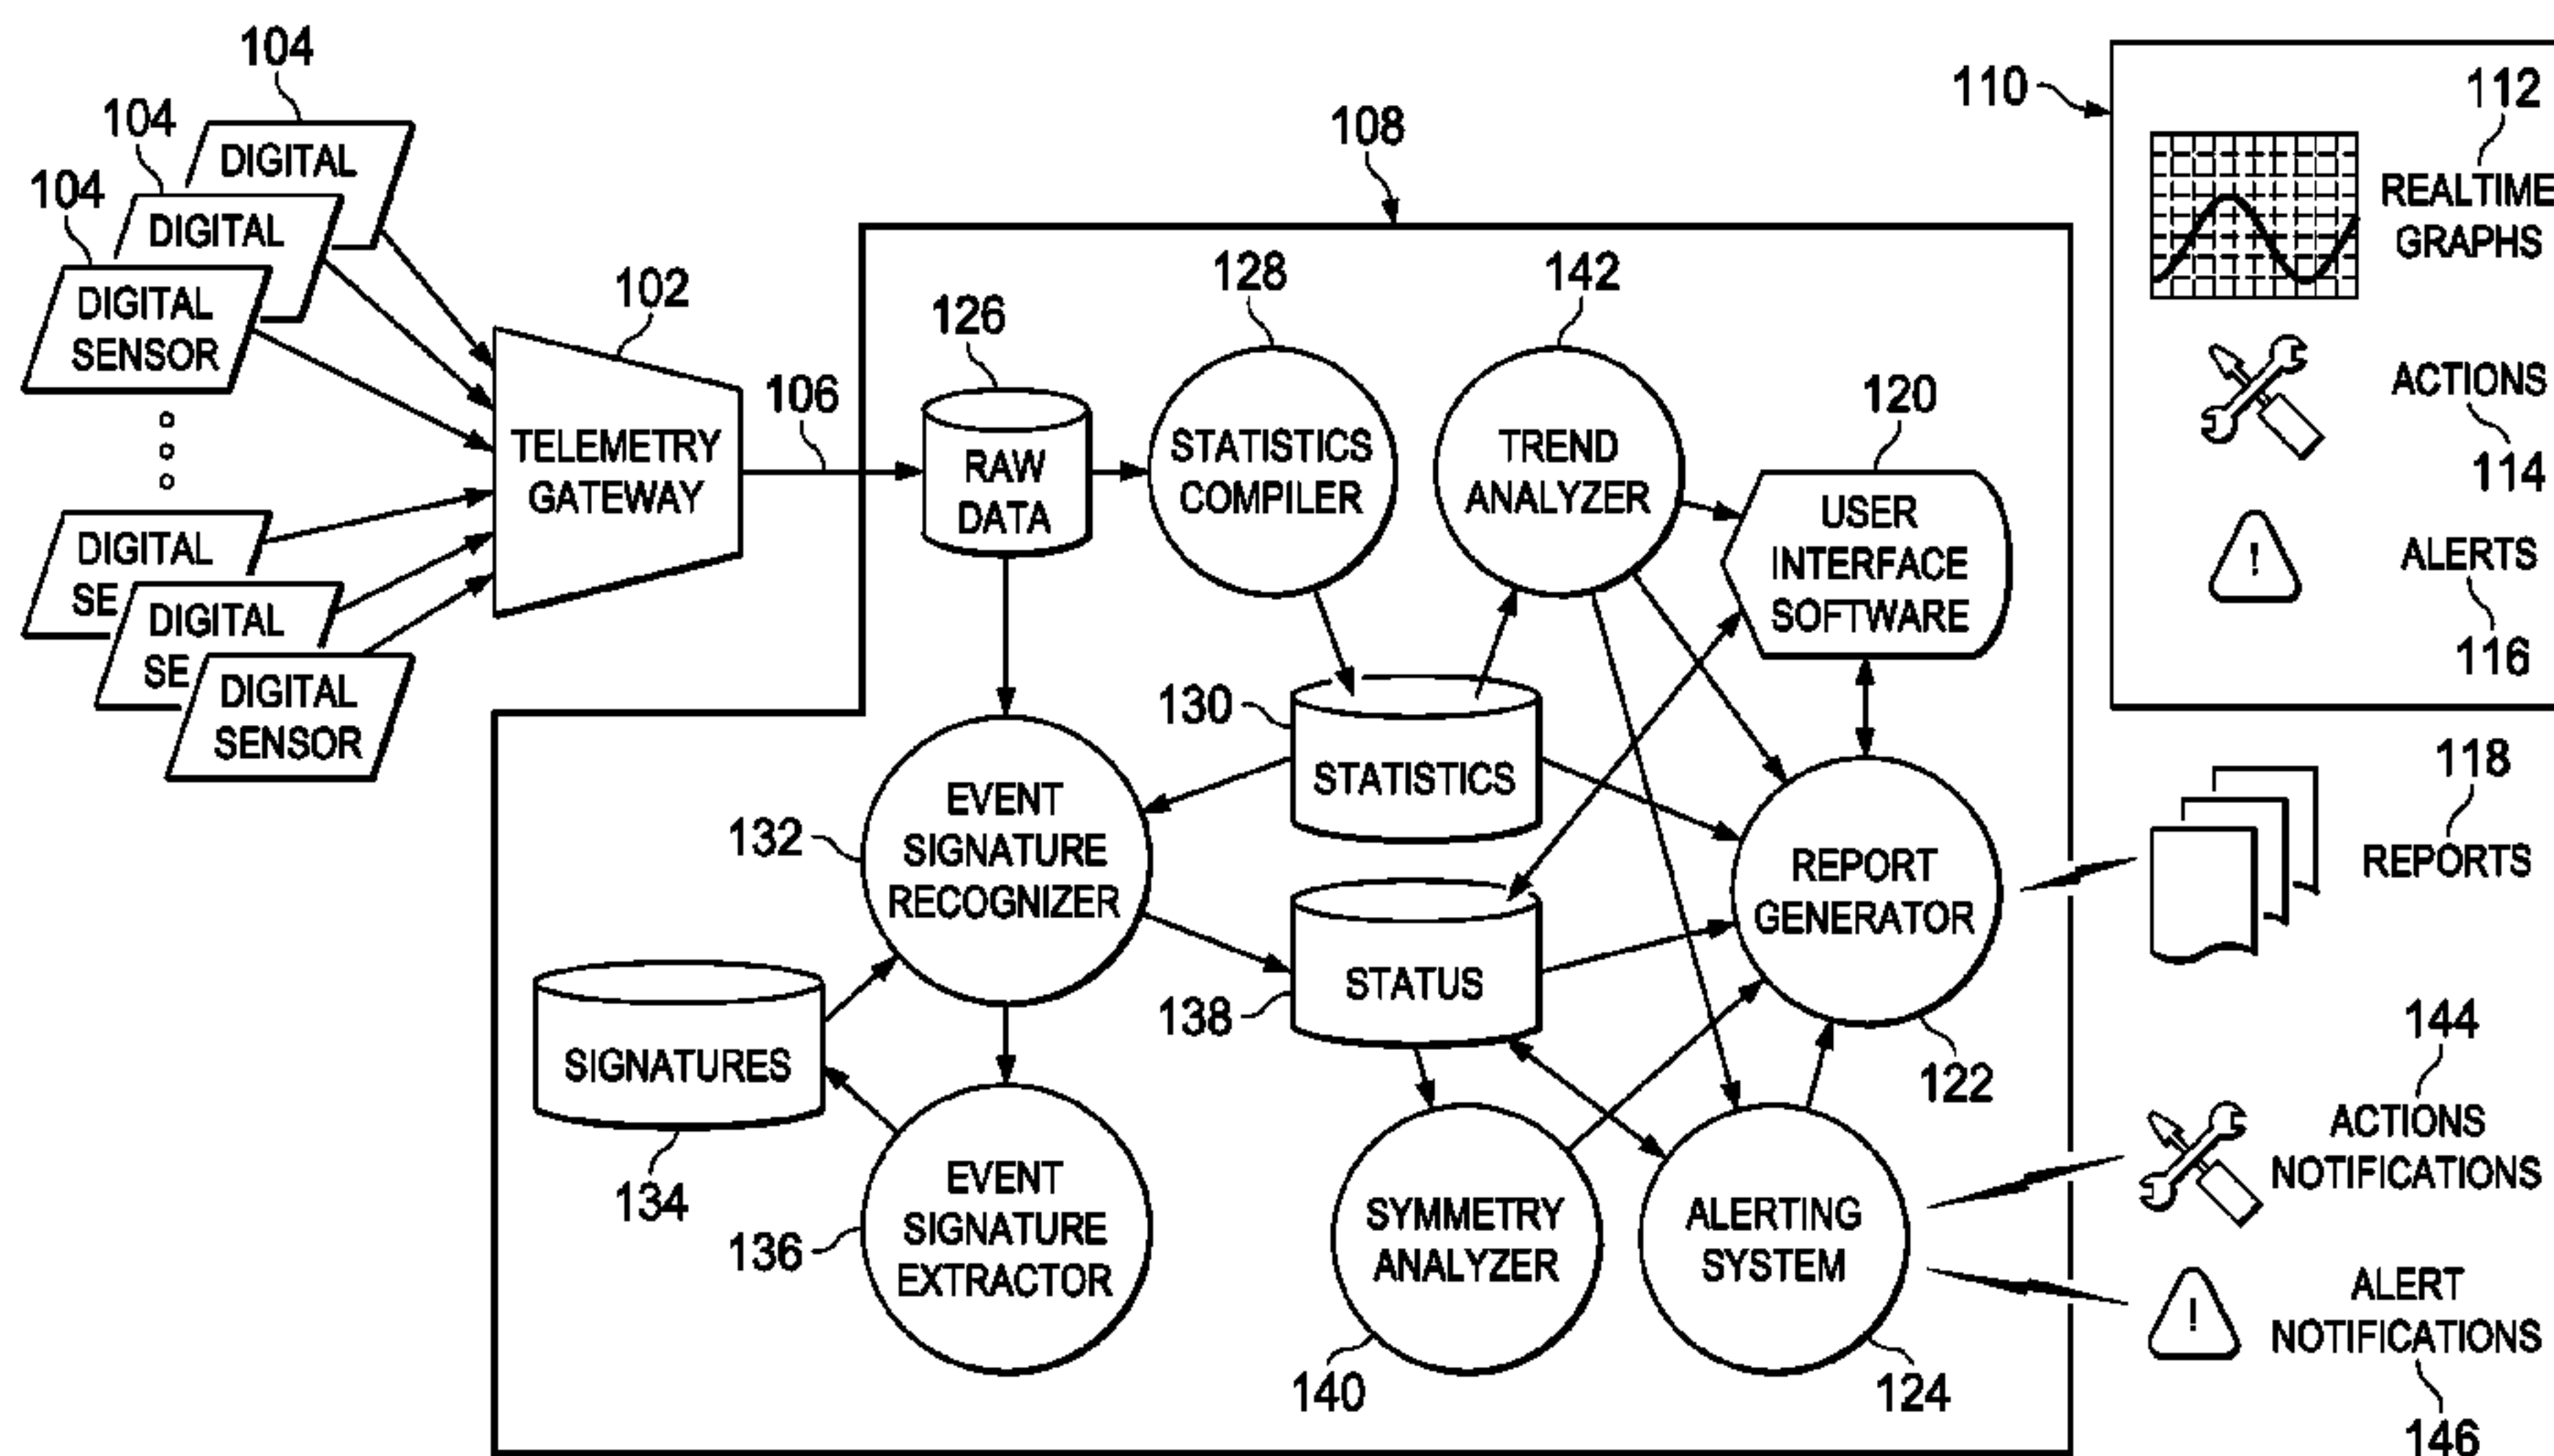 104
104
104
DIGITAL
DIGITAL
DIGITAL
SENSOR
DIGITAL
SE
DIGITAL
SE
DIGITAL
SENSOR
102
TELEMETRY
GATEWAY
106
108
126
RAW
DATA
128
STATISTICS
COMPILER
142
TREND
ANALYZER
120
USER
INTERFACE
SOFTWARE
130
STATISTICS
132
EVENT
SIGNATURE
RECOGNIZER
138
STATUS
REPORT
GENERATOR
122
SIGNATURES
134
136
EVENT
SIGNATURE
EXTRACTOR
SYMMETRY
ANALYZER
140
ALERTING
SYSTEM
124
110
112
REALTIME
GRAPHS
ACTIONS
114
!
ALERTS
116
118
REPORTS
144
ACTIONS
NOTIFICATIONS
!
ALERT
NOTIFICATIONS
146